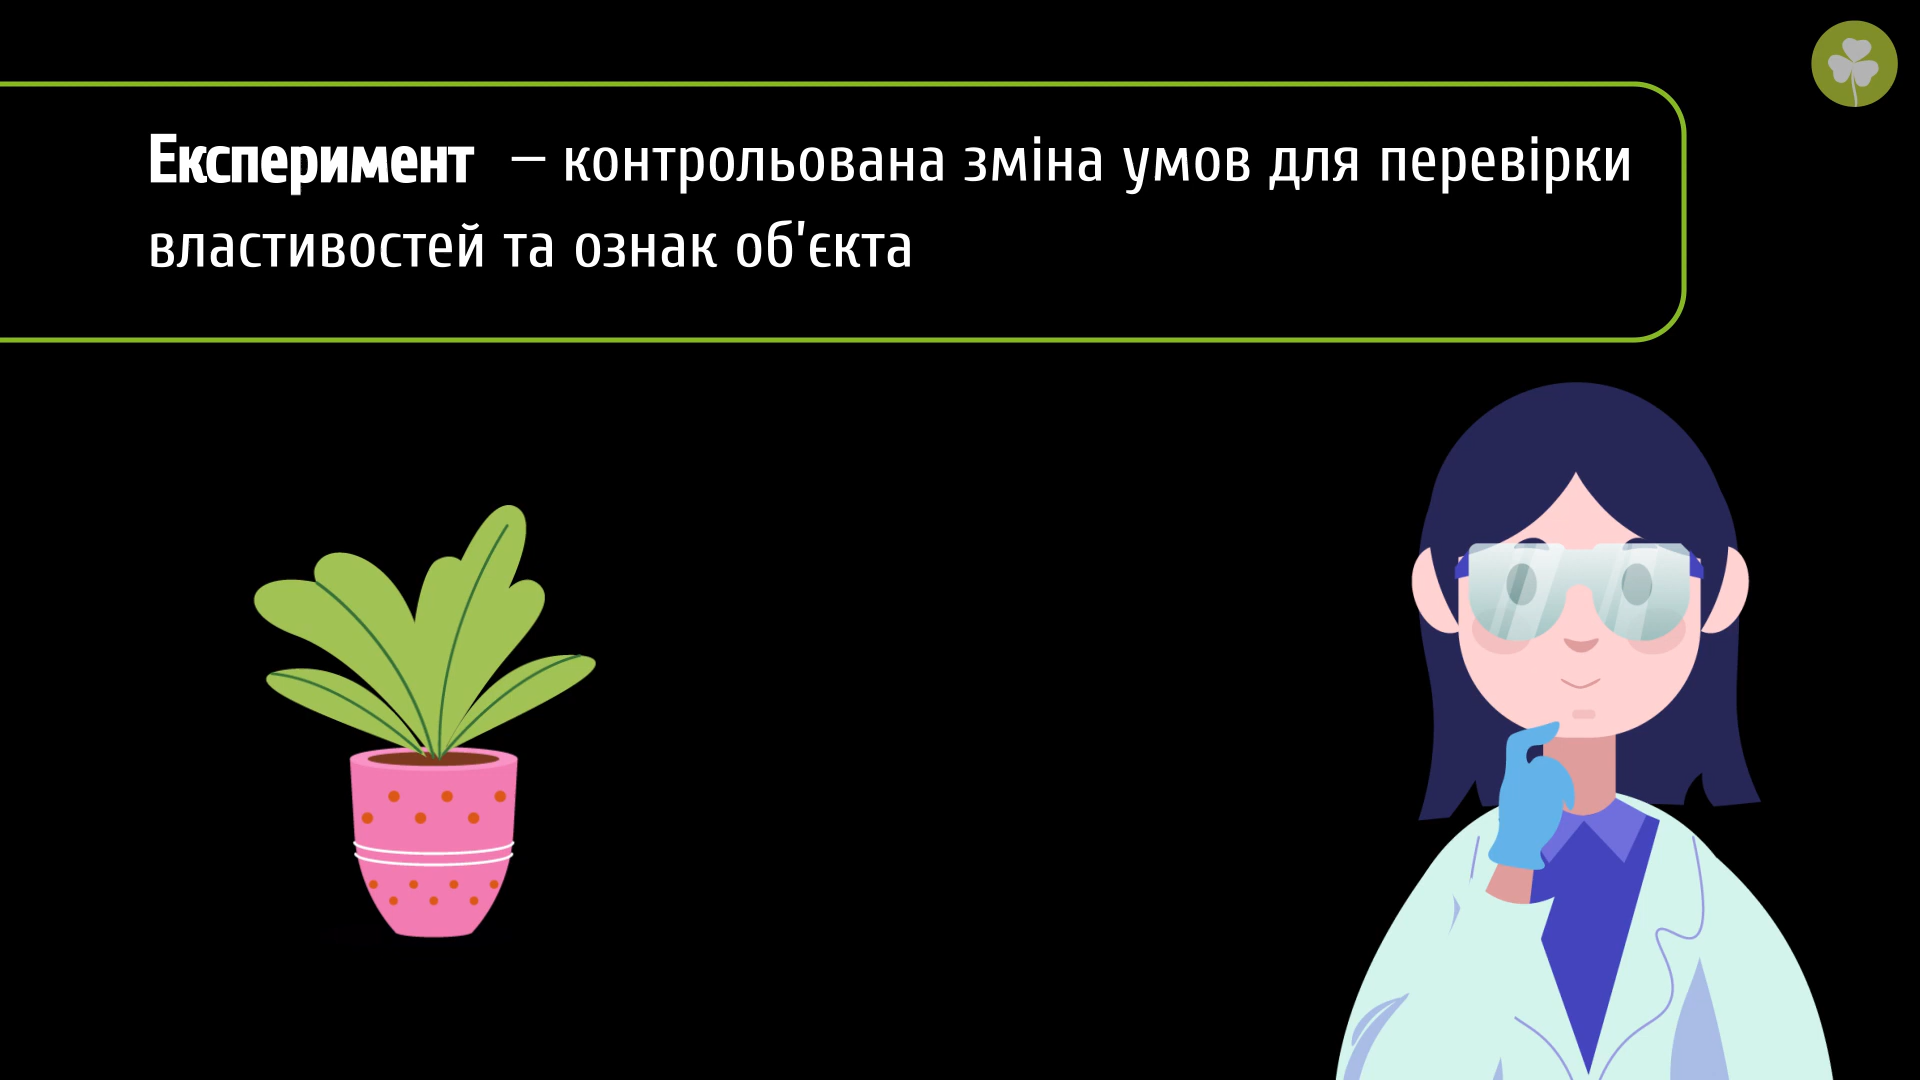 Експеримент – контрольована зміна умов для перевірки
властивостей та ознак об'єкта